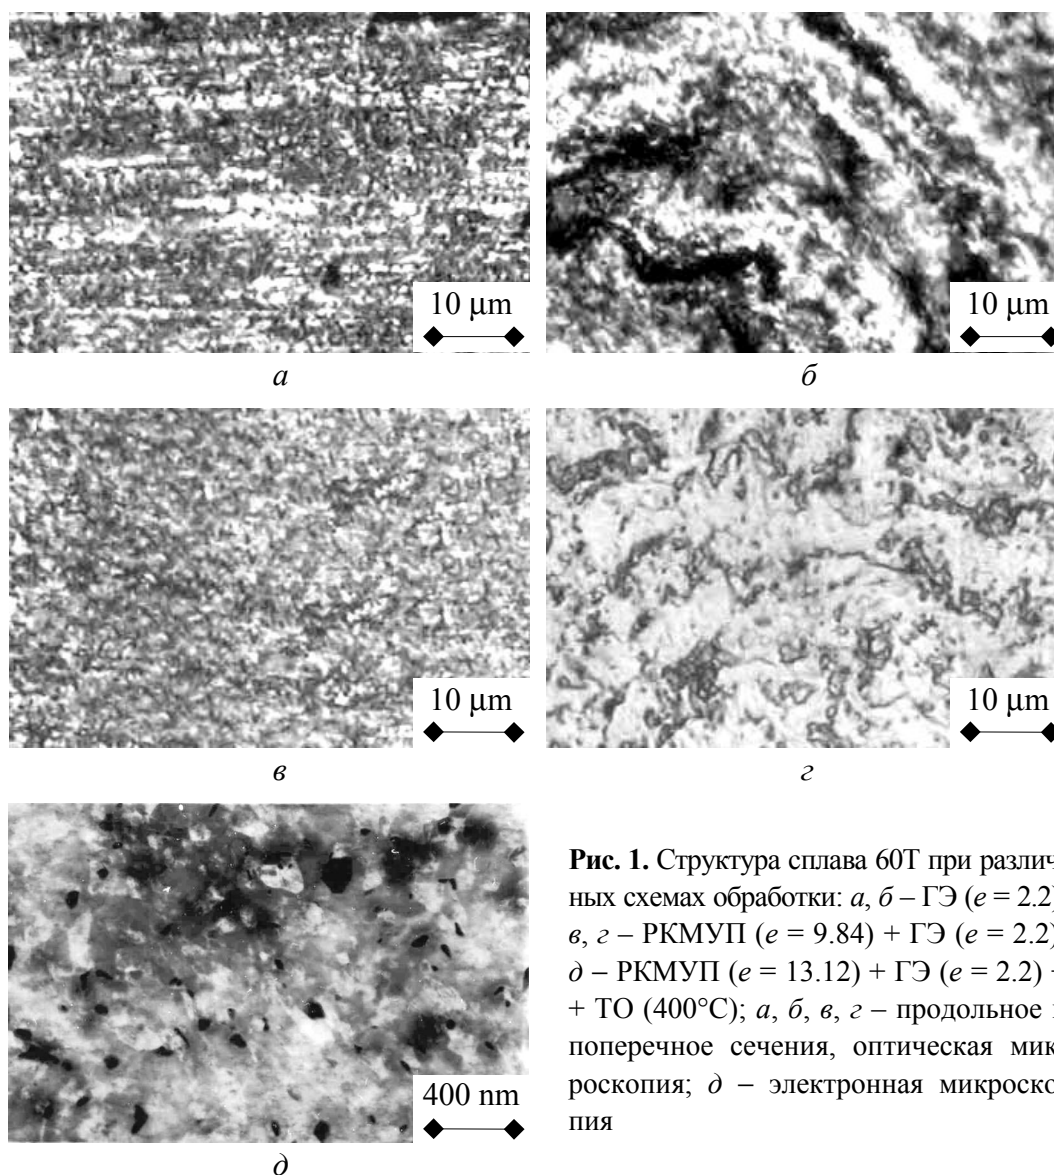 10 μm
10 μm
а
б
10 μm
10 μm
в
г
400 nm
д
Рис. 1. Структура сплава 60Т при различ-
ных схемах обработки: а, б – ГЭ (e = 2.2)
в, г – РКМУП (e = 9.84) + ГЭ (e = 2.2)
д – РКМУП (e = 13.12) + ГЭ (e = 2.2)
+ ТО (400°С); а, б, в, г – продольное
поперечное сечения, оптическая мик-
роскопия; д – электронная микроско-
пия